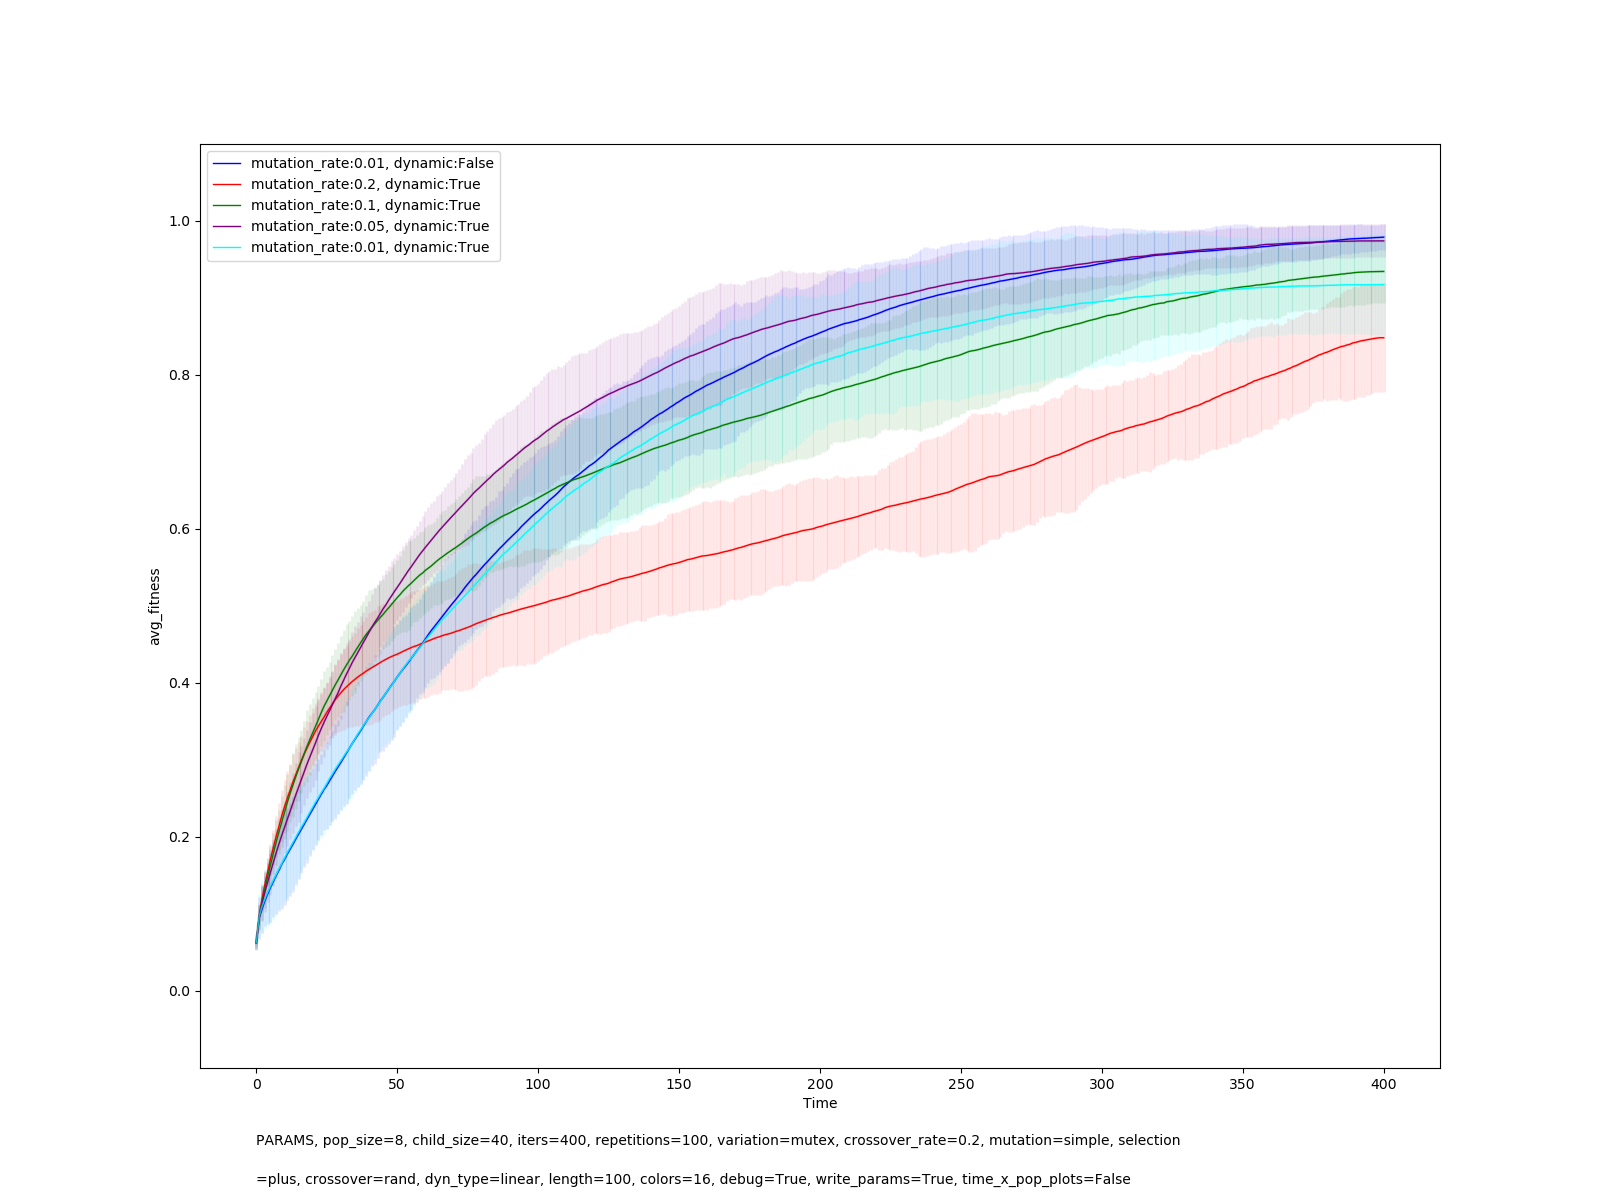 mutation_rate:0.01, dynamic:False
mutation_rate:0.2, dynamic:True
mutation_rate:0.1, dynamic:True
mutation_rate:0.05, dynamic:True
mutation_rate:0.01, dynamic:True
1.0
0.8
0.6
0.4
0.2
0.0
avg_fitness
0 50 100 150 200 250 300 350 400
Time
PARAMS, pop_size=8, child_size=40, iters=400, repetitions=100, variation=mutex, crossover_rate=0.2, mutation=simple, selection
=plus, crossover=rand, dyn_type=linear, length=100, colors=16, debug=True, write_params=True, time_x_pop_plots=False